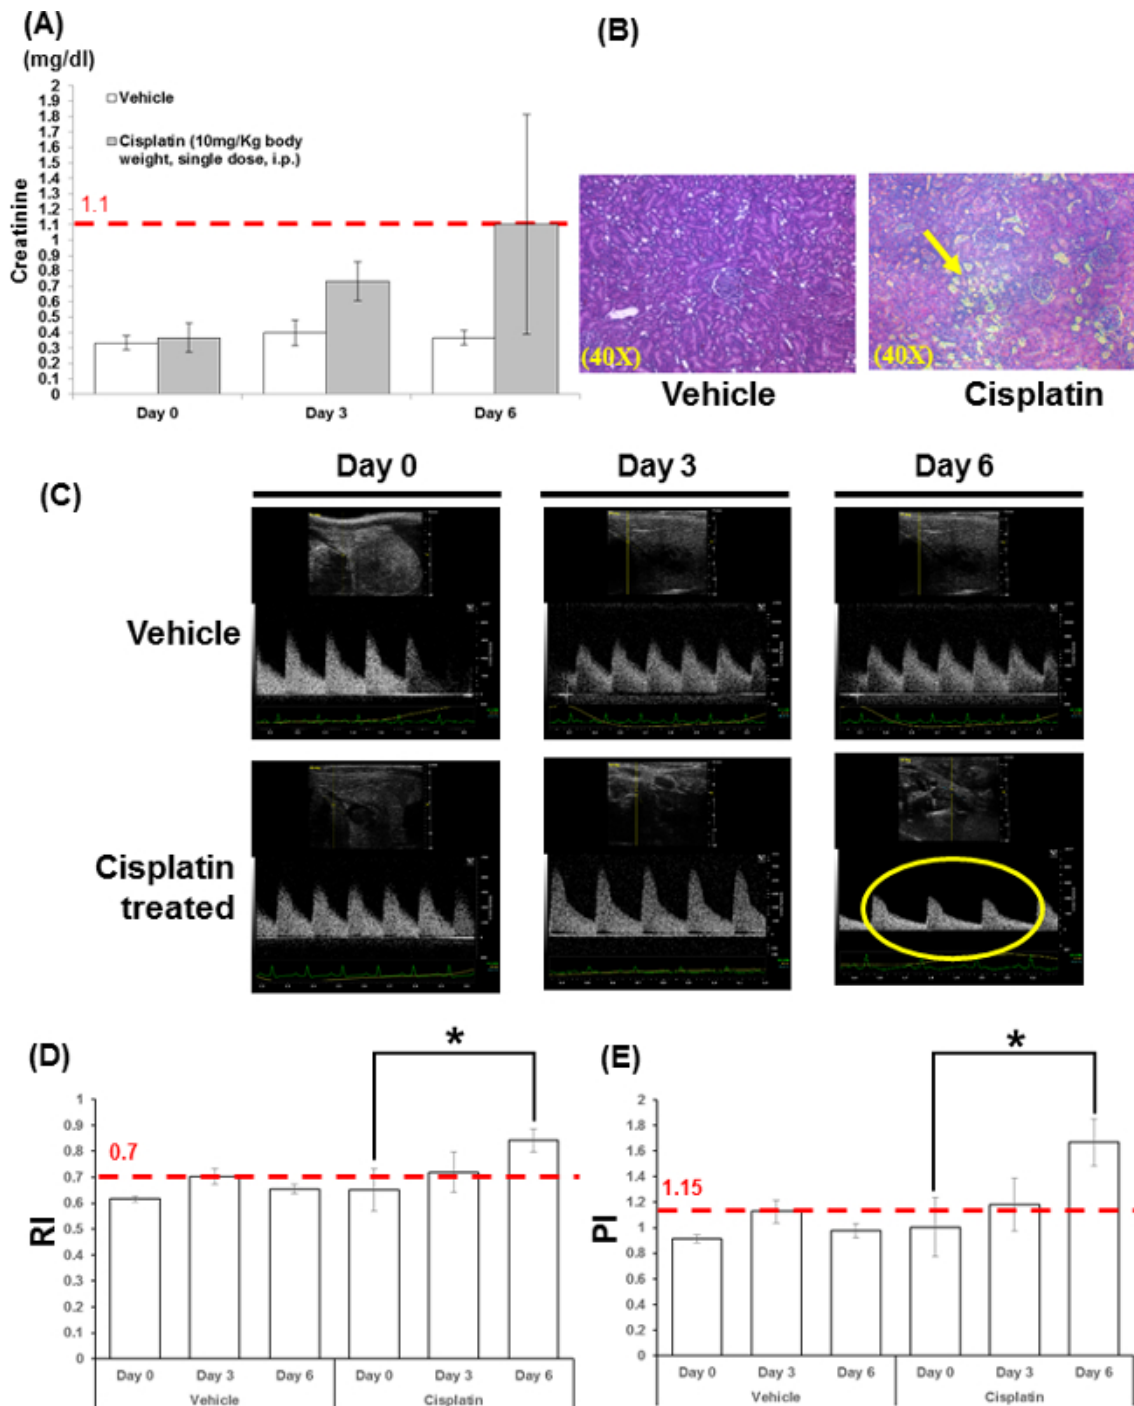 (A)
(mg/dl)
2
1.9
1.8
1.7
1.6
1.5
1.4
1.3
1.2
1.1
1
0.9
0.8
0.7
0.6
0.5
0.4
0.3
0.2
0.1
0
Creatinine
Vehicle
Cisplatin (10mg/Kg body
weight, single dose, i.p.)
1.1
Day 0 Day 3 Day 6
(B)
(40X) (40X)
Vehicle Cisplatin
(C)
Day 0 Day 3 Day 6
Vehicle
Cisplatin
treated
(D)
*
1
0.9
0.8
0.7
0.6
0.5
0.4
0.3
0.2
0.1
0
RI
0.7
Day 0 Day 3 Day 6 Day 0 Day 3 Day 6
Vehicle Cisplatin
(E)
*
2
1.8
1.6
1.4
1.2
1
0.8
0.6
0.4
0.2
0
PI
1.15
Day 0 Day 3 Day 6 Day 0 Day 3 Day 6
Vehicle Cisplatin